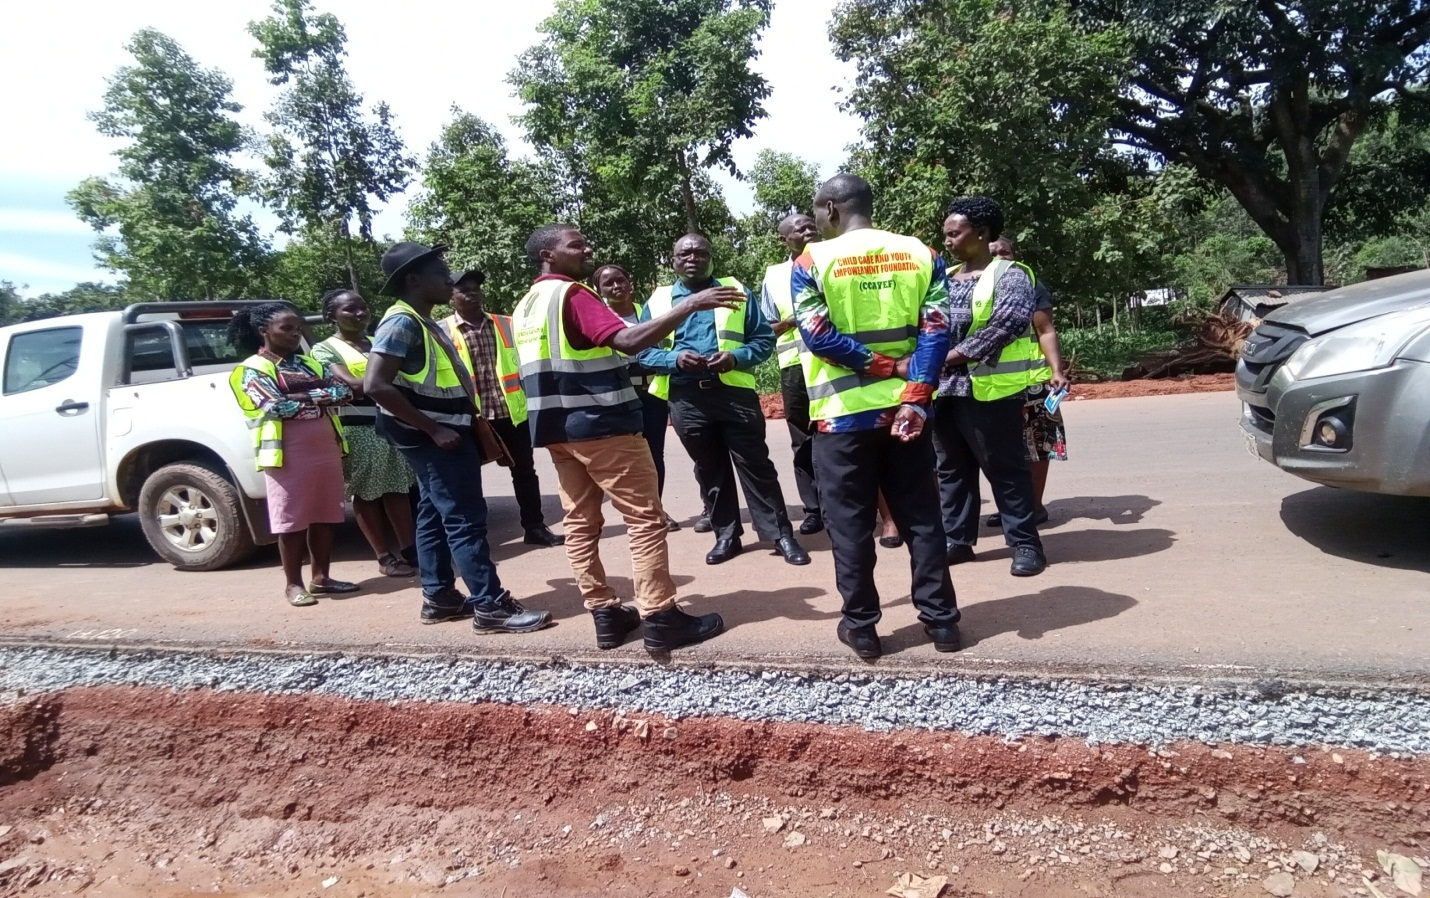 CHILD CARE AND YOUTH
EMPOWERMENT FOUNDATION
(CCAYEF)